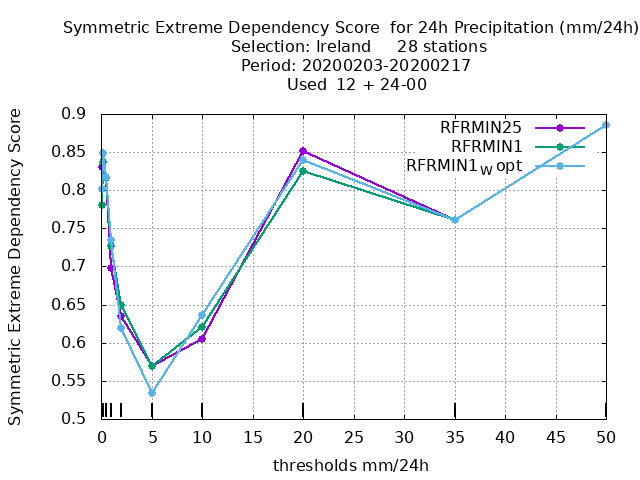 Symmetric Extreme Dependency Score  for 24h Precipitation (mm/24h)
Selection: Ireland     28 stations
Period: 20200203-20200217
Used  12 + 24-00
Symmetric Extreme Dependency Score
0.9
0.85
0.8
0.75
0.7
0.65
0.6
0.55
0.5
RFRMIN25
RFRMIN1
RFRMIN1W opt
0 5 10 15 20 25 30 35 40 45 50
thresholds mm/24h